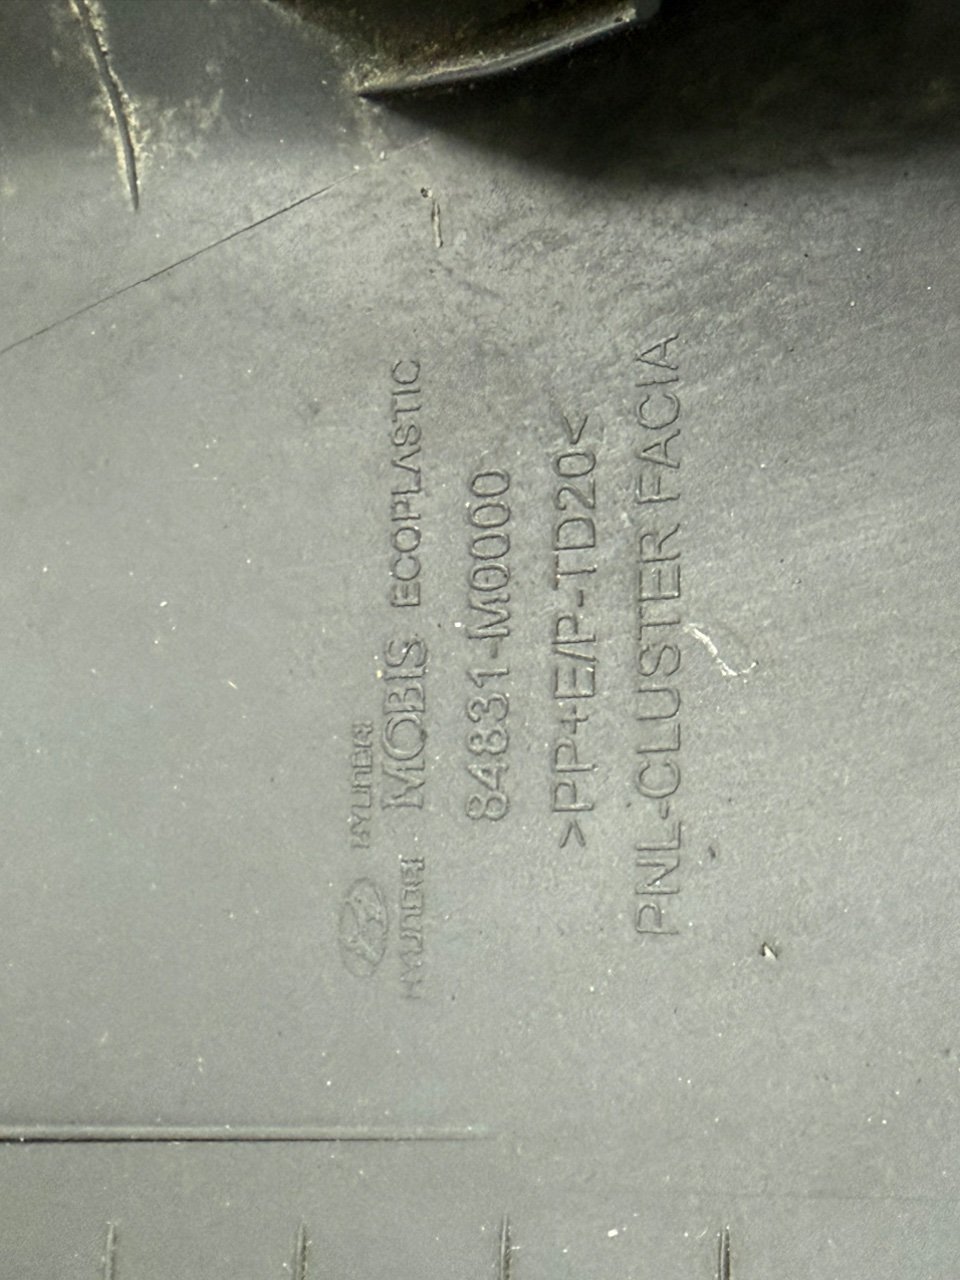 HYUNDAI
HYUNDAI MOBIS ECOPLASTIC
84831-M0000
>PP+E/P-TD20<
PNL-CLUSTER FACIA